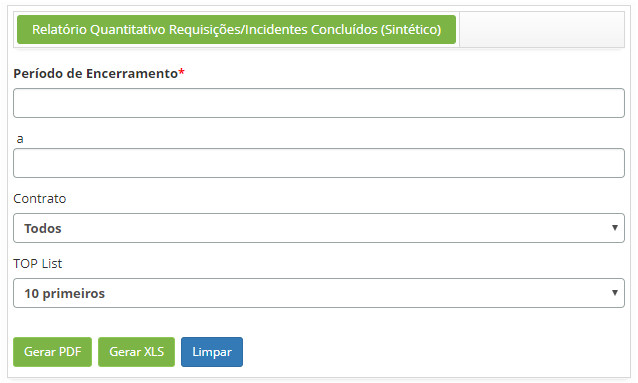 Relatório Quantitativo Requisições/Incidentes Concluídos (Sintético)
Período de Encerramento*
a
Contrato
Todos
TOP List
10 primeiros
Gerar PDF Gerar XLS Limpar